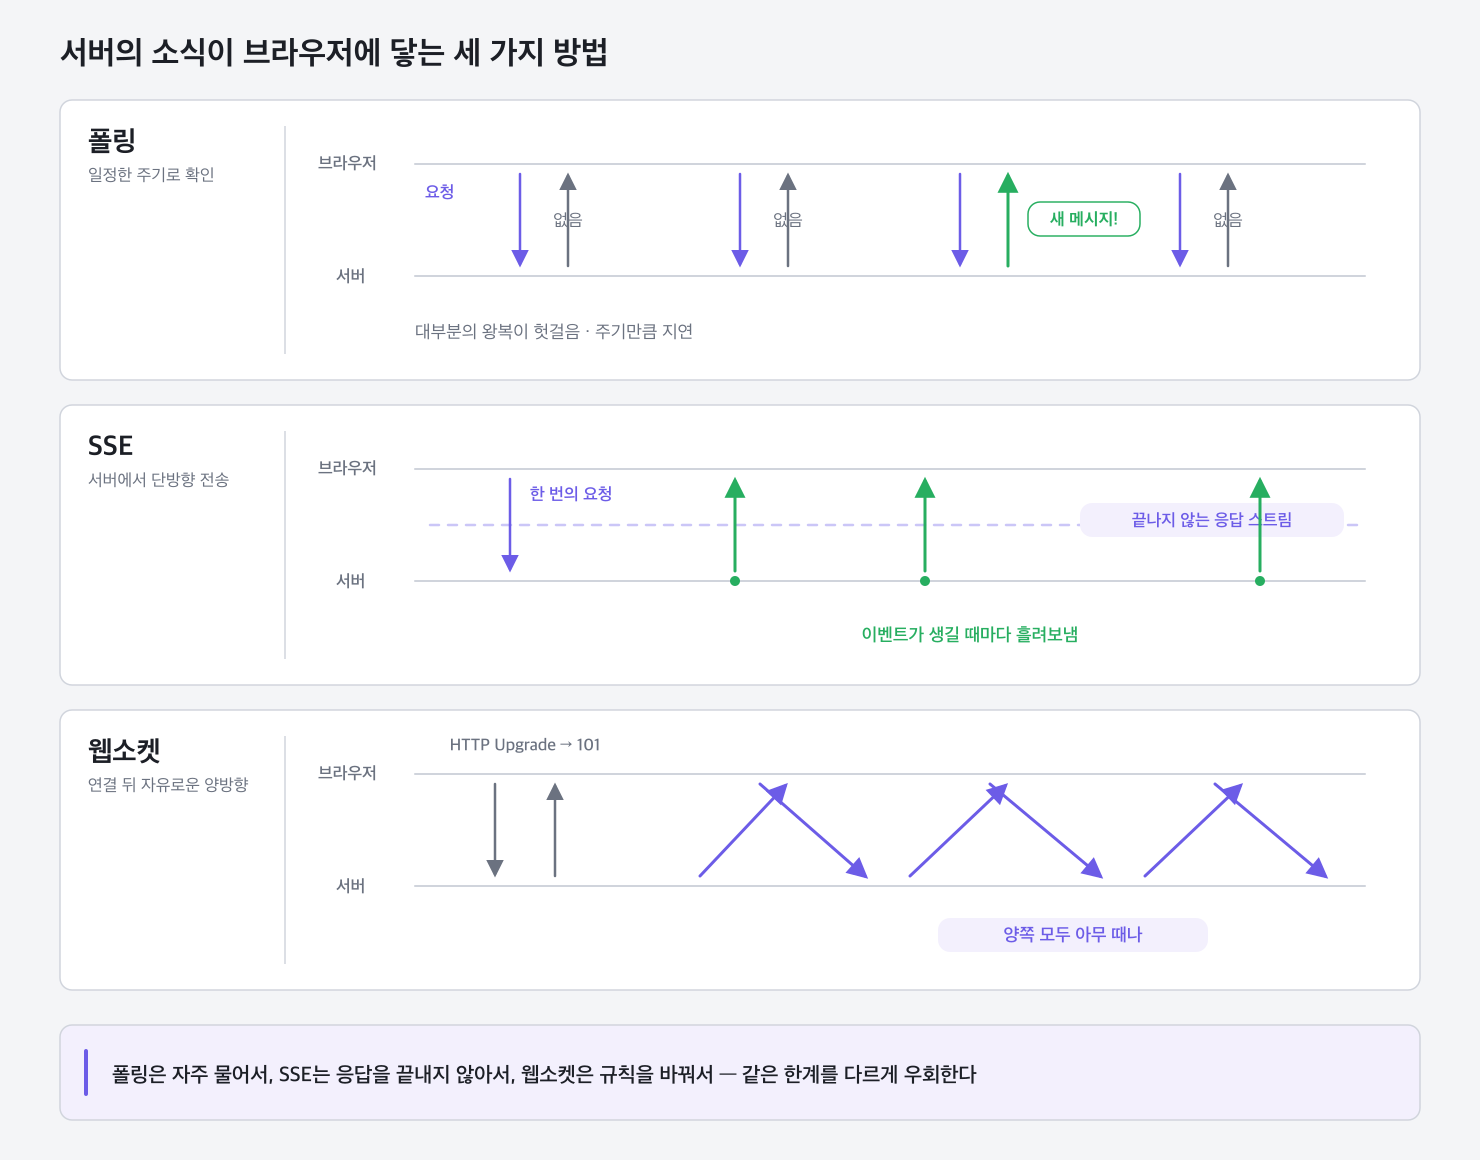 서버의 소식이 브라우저에 닿는 세 가지 방법
폴링
일정한 주기로 확인
브라우저
요청
없음
없음
새 메시지!
없음
서버
대부분의 왕복이 헛걸음 · 주기만큼 지연
SSE
서버에서 단방향 전송
브라우저
한 번의 요청
끝나지 않는 응답 스트림
서버
이벤트가 생길 때마다 흘려보냄
웹소켓
연결 뒤 자유로운 양방향
HTTP Upgrade → 101
브라우저
서버
양쪽 모두 아무 때나
폴링은 자주 물어서, SSE는 응답을 끝내지 않아서, 웹소켓은 규칙을 바꿔서 — 같은 한계를 다르게 우회한다